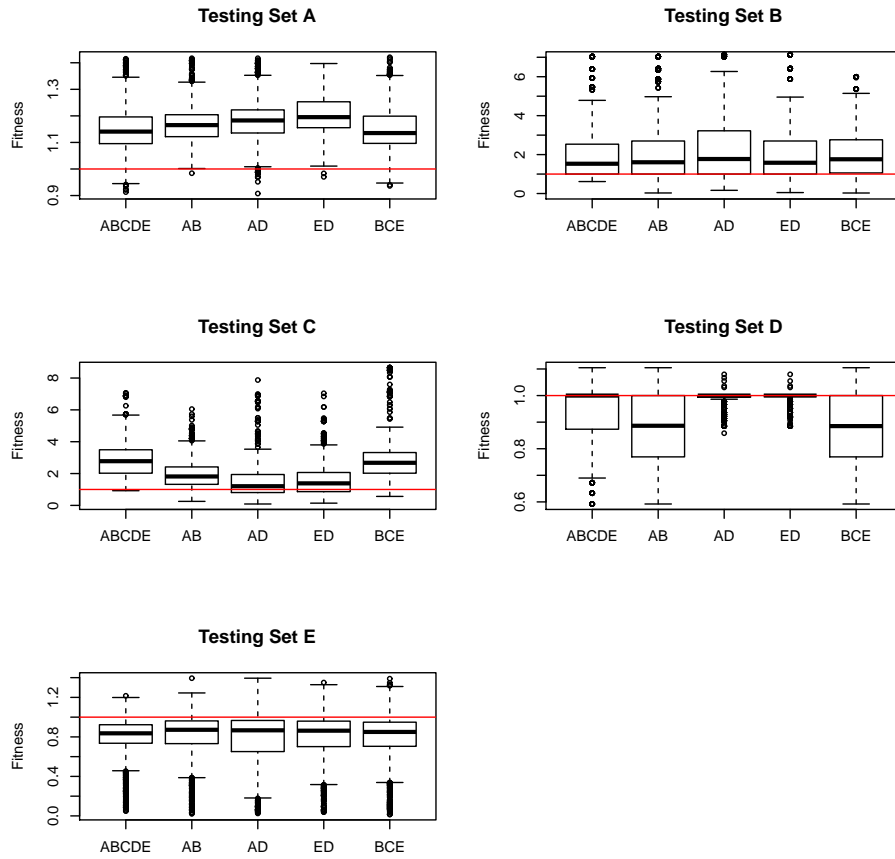 Testing Set A
Fitness
0.9 1.1 1.3
ABCDE AB AD ED BCE
Testing Set B
Fitness
0 2 4 6
ABCDE AB AD ED BCE
Testing Set C
Fitness
0 2 4 6 8
ABCDE AB AD ED BCE
Testing Set D
Fitness
0.6 0.8 1.0
ABCDE AB AD ED BCE
Testing Set E
Fitness
0.0 0.4 0.8 1.2
ABCDE AB AD ED BCE